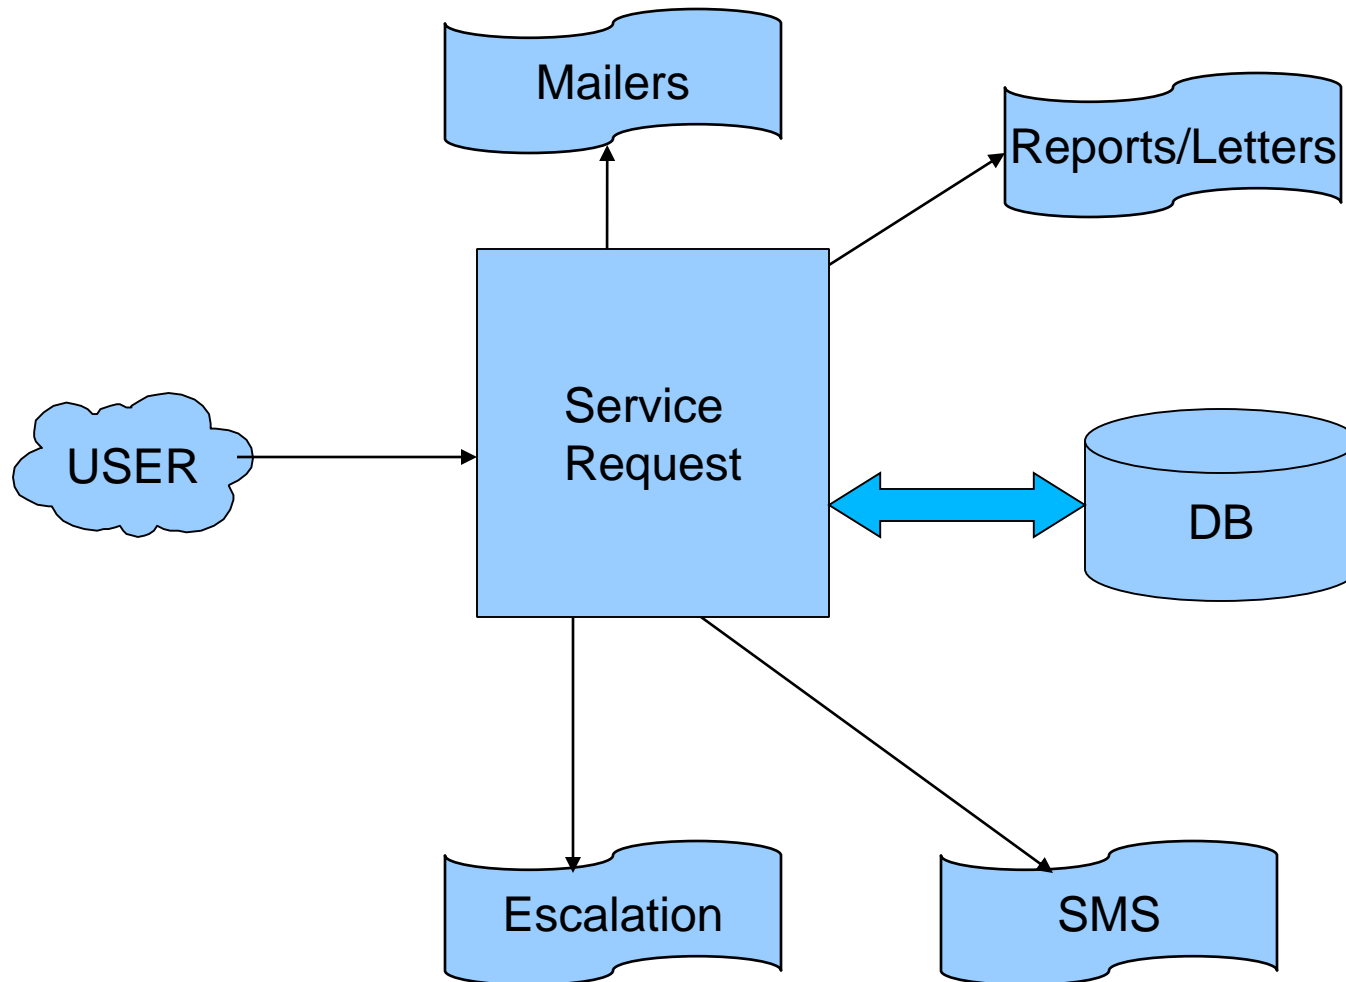 Mailers
Reports/Letters
Service
Request
USER
DB
Escalation
SMS